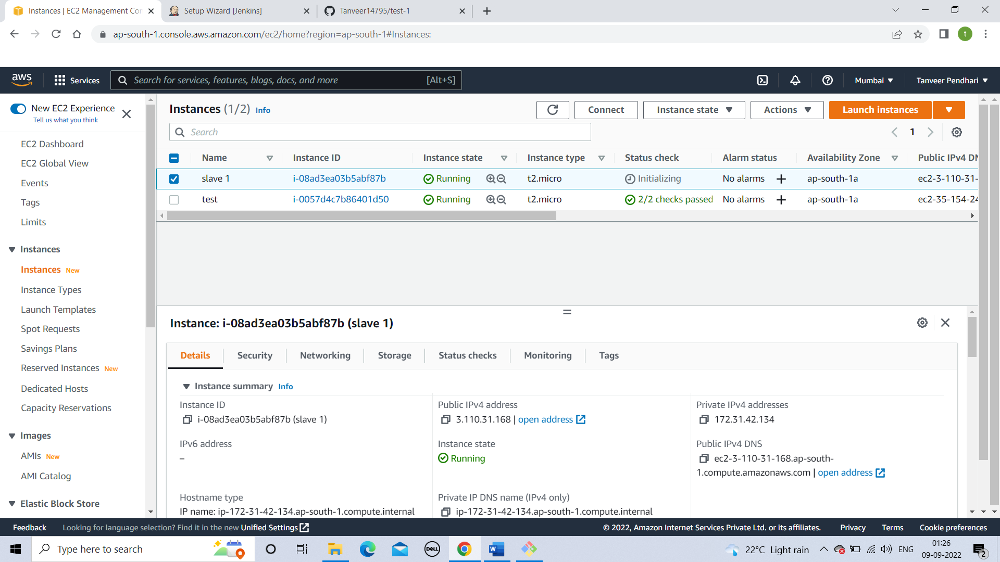 Instances | EC2 Management Con
Setup Wizard [Jenkins]
Tanveer14795/test-1
ap-south-1.console.aws.amazon.com/ec2/home?region=ap-south-1#Instances:
t
aws
Services
Search for services, features, blogs, docs, and more
[Alt+S]
Mumbai
Tanveer Pendhari
New EC2 Experience
Tell us what you think
EC2 Dashboard
EC2 Global View
Events
Tags
Limits
Instances
Instances New
Instance Types
Launch Templates
Spot Requests
Savings Plans
Reserved Instances New
Dedicated Hosts
Capacity Reservations
Images
AMIs New
AMI Catalog
Elastic Block Store
Instances (1/2) Info
Connect
Instance state
Actions
Launch instances
Search
1
Name Instance ID Instance state Instance type Status check Alarm status Availability Zone Public IPv4 DN
slave 1 i-08ad3ea03b5abf87b Running t2.micro Initializing No alarms ap-south-1a ec2-3-110-31-
test i-0057d4c7b86401d50 Running t2.micro 2/2 checks passed No alarms ap-south-1a ec2-35-154-24
Instance: i-08ad3ea03b5abf87b (slave 1)
Details Security Networking Storage Status checks Monitoring Tags
Instance summary Info
Instance ID
i-08ad3ea03b5abf87b (slave 1)
Public IPv4 address
3.110.31.168 | open address
Private IPv4 addresses
172.31.42.134
IPv6 address
–
Instance state
Running
Public IPv4 DNS
ec2-3-110-31-168.ap-south-
1.compute.amazonaws.com | open address
Hostname type
IP name: ip-172-31-42-134.ap-south-1.compute.internal
Private IP DNS name (IPv4 only)
ip-172-31-42-134.ap-south-1.compute.internal
Feedback
Looking for language selection? Find it in the new Unified Settings
© 2022, Amazon Internet Services Private Ltd. or its affiliates.
Privacy
Terms
Cookie preferences
Type here to search
DELL
W
22°C Light rain
ENG
01:26
09-09-2022
2